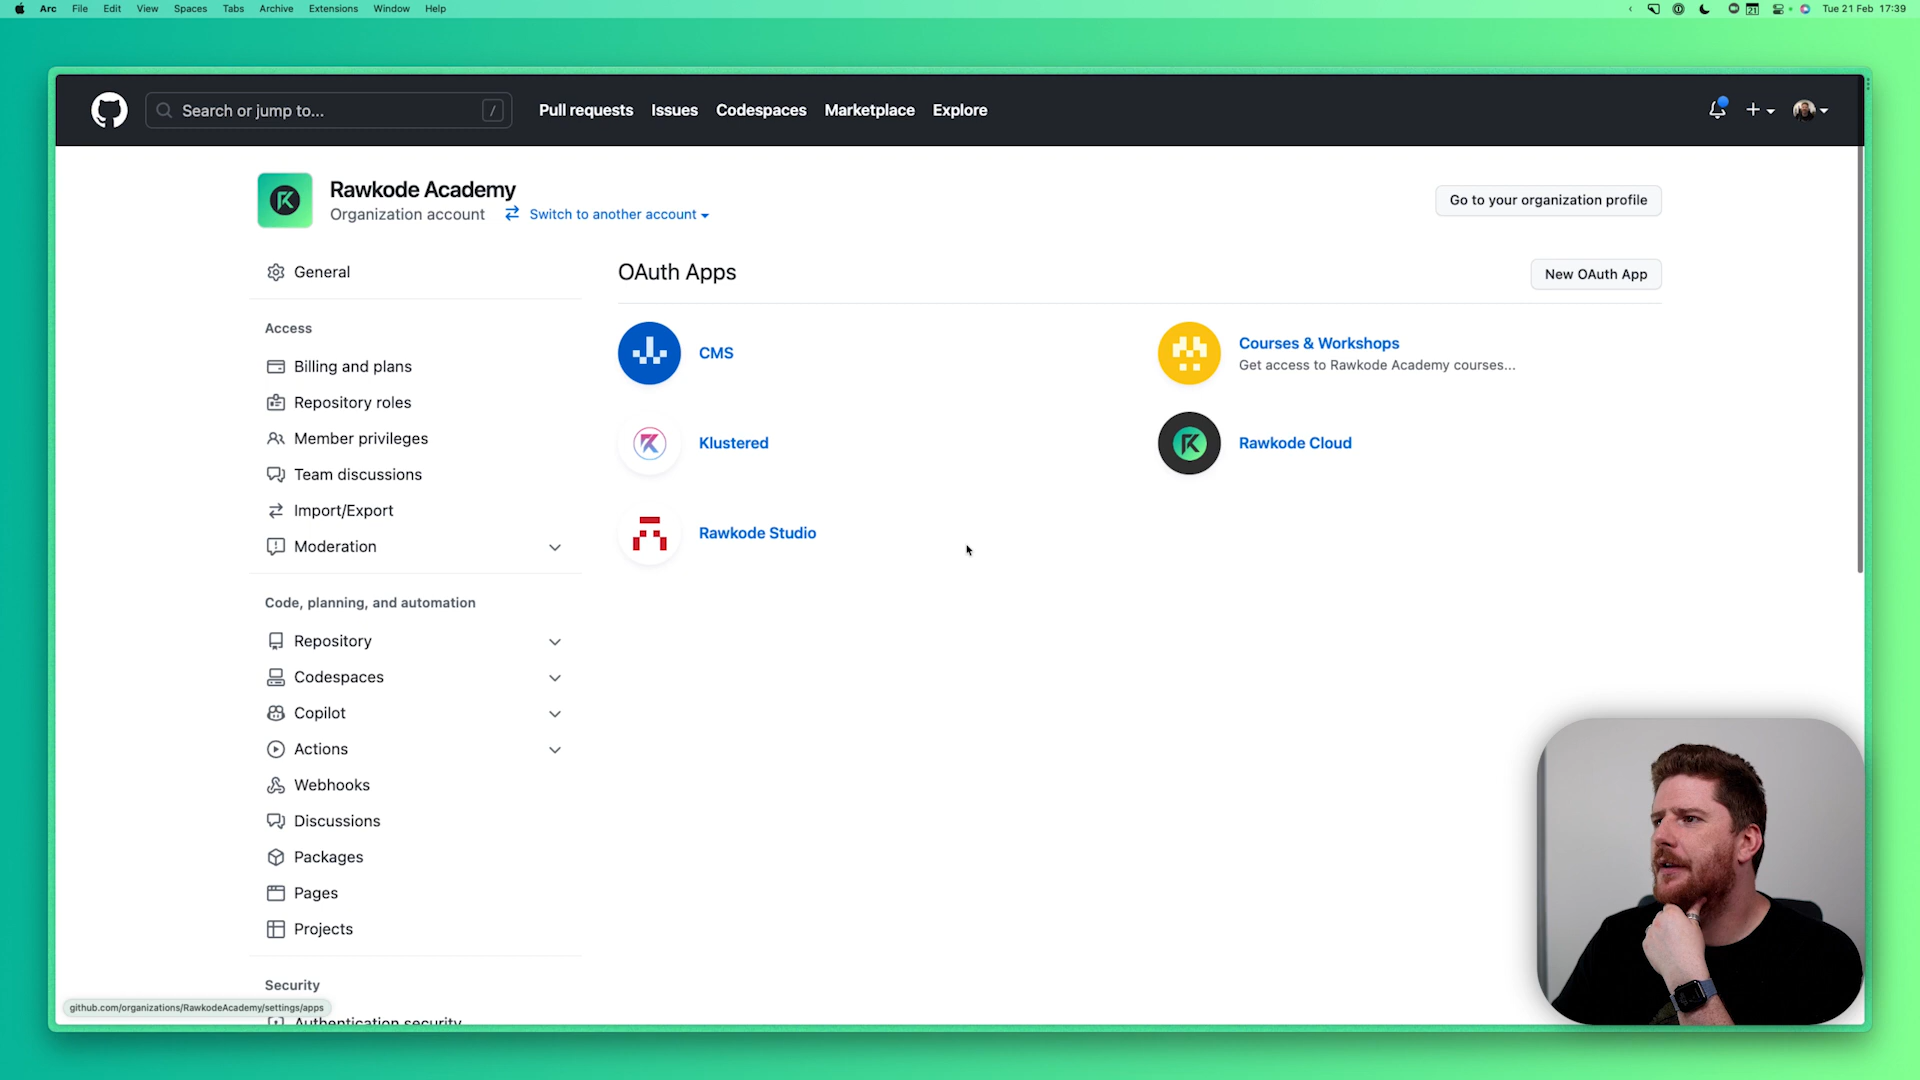 Arc File Edit View Spaces Tabs Archive Extensions Window Help
21
Tue 21 Feb 17:39
Search or jump to... /
Pull requests Issues Codespaces Marketplace Explore
Rawkode Academy
Organization account Switch to another account
Go to your organization profile
General
OAuth Apps
New OAuth App
Access
Billing and plans
Repository roles
Member privileges
Team discussions
Import/Export
Moderation
CMS
Courses & Workshops
Get access to Rawkode Academy courses...
Klustered
Rawkode Cloud
Rawkode Studio
Code, planning, and automation
Repository
Codespaces
Copilot
Actions
Webhooks
Discussions
Packages
Pages
Projects
Security
Authentication security
github.com/organizations/RawkodeAcademy/settings/apps